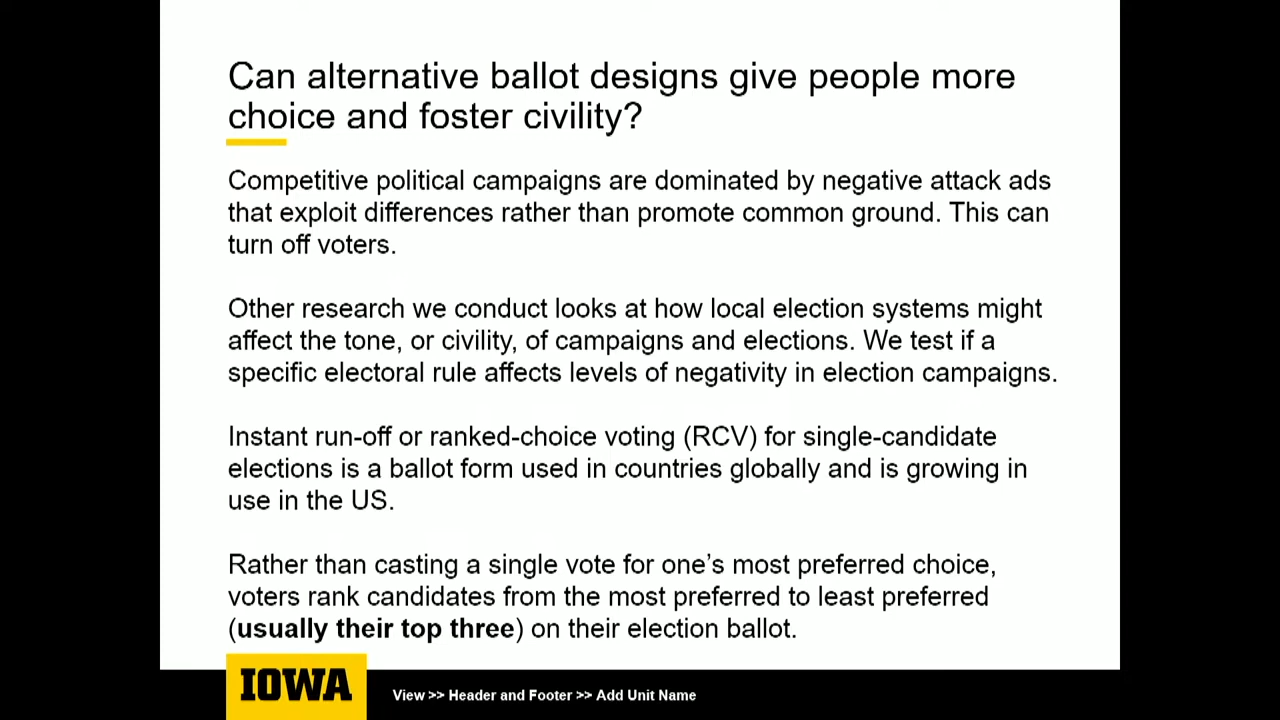 Can alternative ballot designs give people more
choice and foster civility?
Competitive political campaigns are dominated by negative attack ads
that exploit differences rather than promote common ground. This can
turn off voters.
Other research we conduct looks at how local election systems might
affect the tone, or civility, of campaigns and elections. We test if a
specific electoral rule affects levels of negativity in election campaigns.
Instant run-off or ranked-choice voting (RCV) for single-candidate
elections is a ballot form used in countries globally and is growing in
use in the US.
Rather than casting a single vote for one’s most preferred choice,
voters rank candidates from the most preferred to least preferred
(usually their top three) on their election ballot.
IOWA
View >> Header and Footer >> Add Unit Name